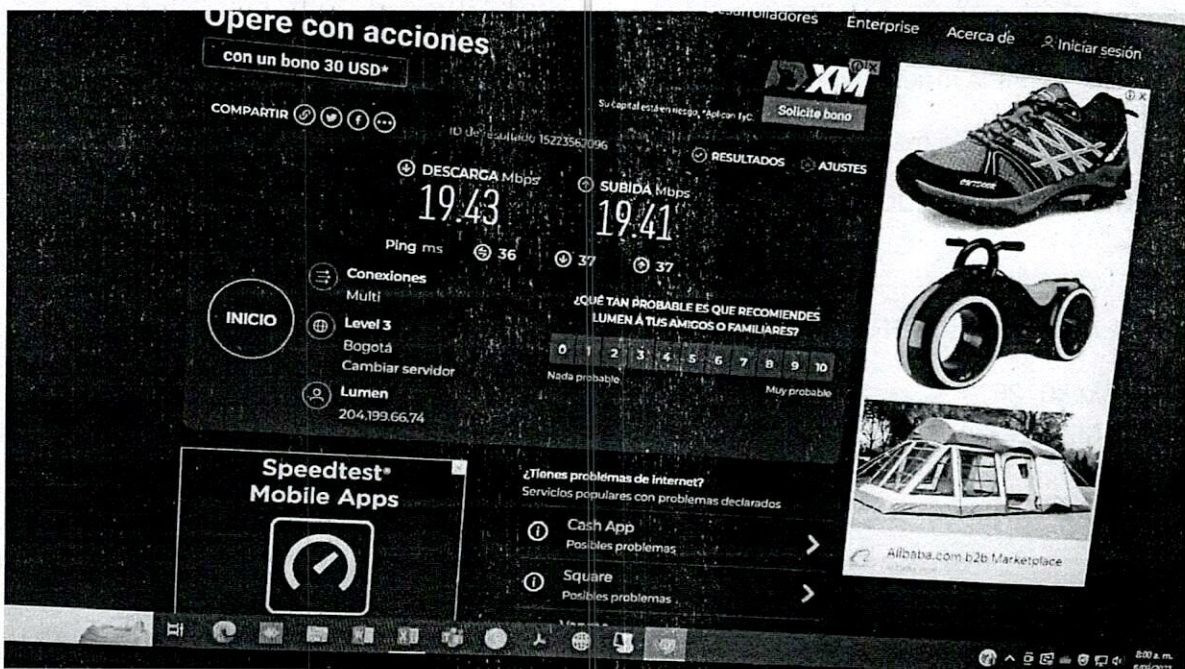 Opere con acciones
con un bono 30 USD*
Enterprise
Acerca de
Iniciar sesión
XM
Su capital está en riesgo. *Aplican TyC.
Solicite bono
COMPARTIR
ID de resultado 15223562096
RESULTADOS
AJUSTES
DESCARGA Mbps
19.43
SUBIDA Mbps
19.41
Ping ms
36
37
37
Conexiones
Multi
INICIO
Level 3
Bogotá
Cambiar servidor
Lumen
204.199.66.74
¿QUÉ TAN PROBABLE ES QUE RECOMIENDES
LUMEN A TUS AMIGOS O FAMILIARES?
0 1 2 3 4 5 6 7 8 9 10
Nada probable
Muy probable
Speedtest®
Mobile Apps
¿Tienes problemas de internet?
Servicios populares con problemas declarados
Cash App
Posibles problemas
Square
Posibles problemas
Alibaba.com b2b Marketplace
8:00 a. m.